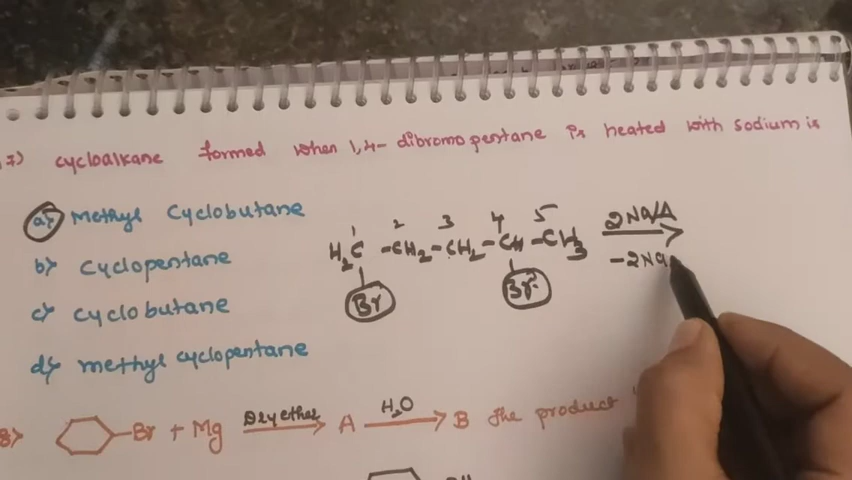 7) cycloalkane formed when 1,4- dibromo pentane is heated with sodium is
a) Methyl cyclobutane
b) cyclopentane
c) cyclobutane
d) methyl cyclopentane
1 2 3 4 5
H2C - CH2 - CH2 - CH - CH3 2Na/Δ
-2Na
Br Br
8) Br + Mg Dry ether A H2O B The product